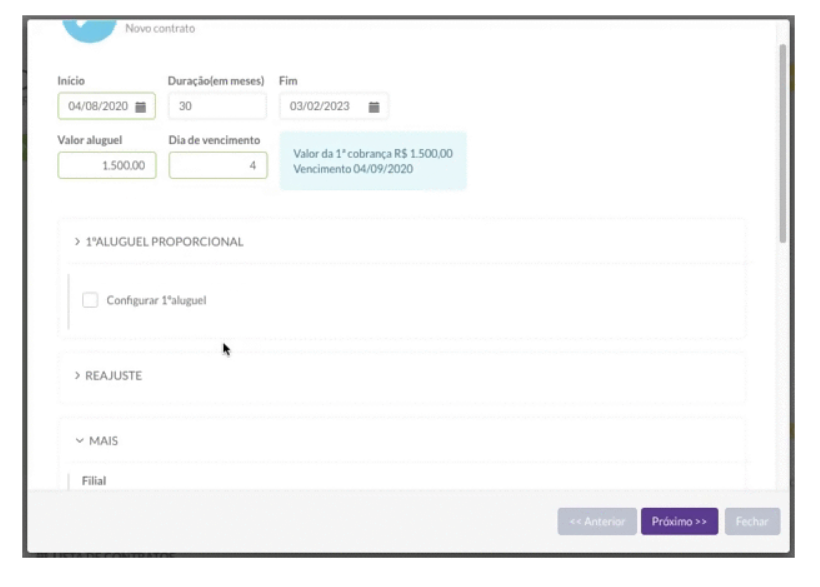 Novo contrato
Início Duração(em meses) Fim
04/08/2020 30 03/02/2023
Valor aluguel Dia de vencimento
1.500,00 4
Valor da 1ª cobrança R$ 1.500,00
Vencimento 04/09/2020
> 1ºALUGUEL PROPORCIONAL
Configurar 1ºaluguel
> REAJUSTE
MAIS
Filial
<< Anterior Próximo >> Fechar